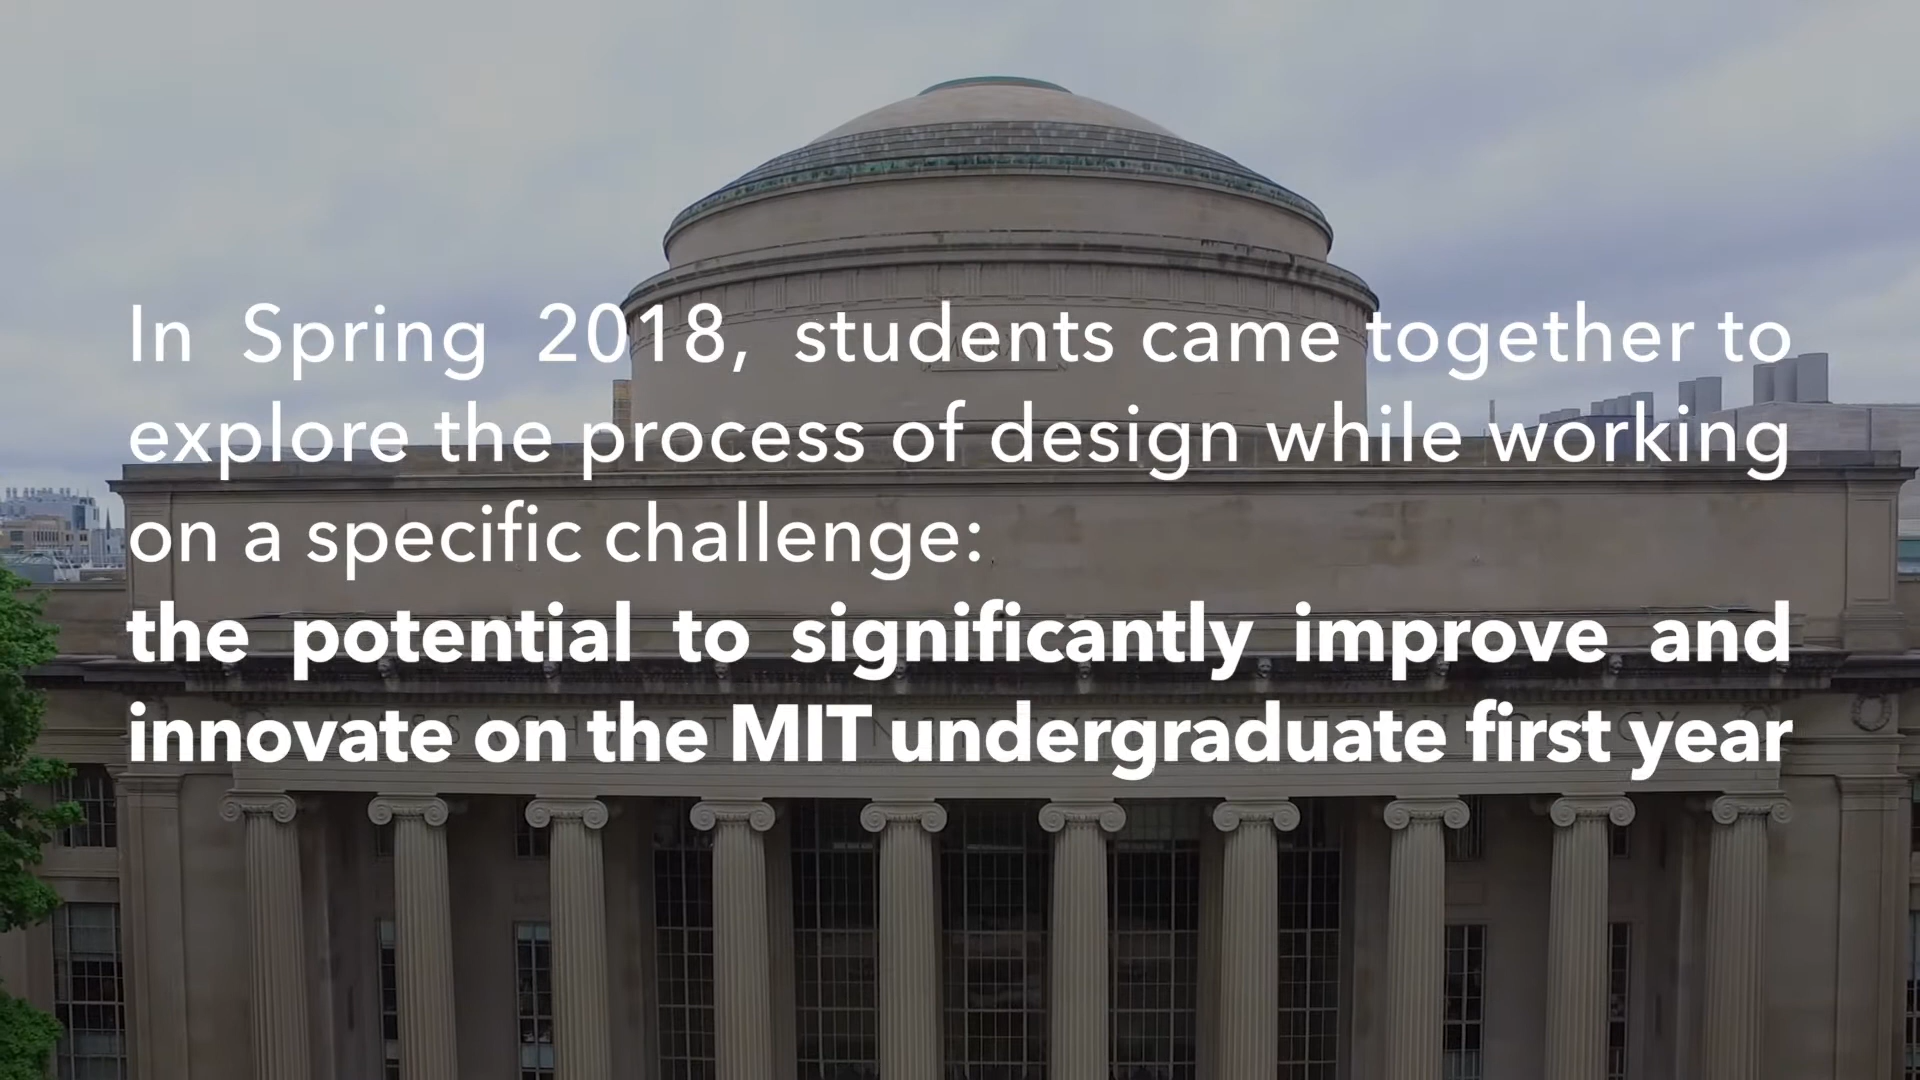 In Spring 2018, students came together to
explore the process of design while working
on a specific challenge:
the potential to significantly improve and
innovate on the MIT undergraduate first year